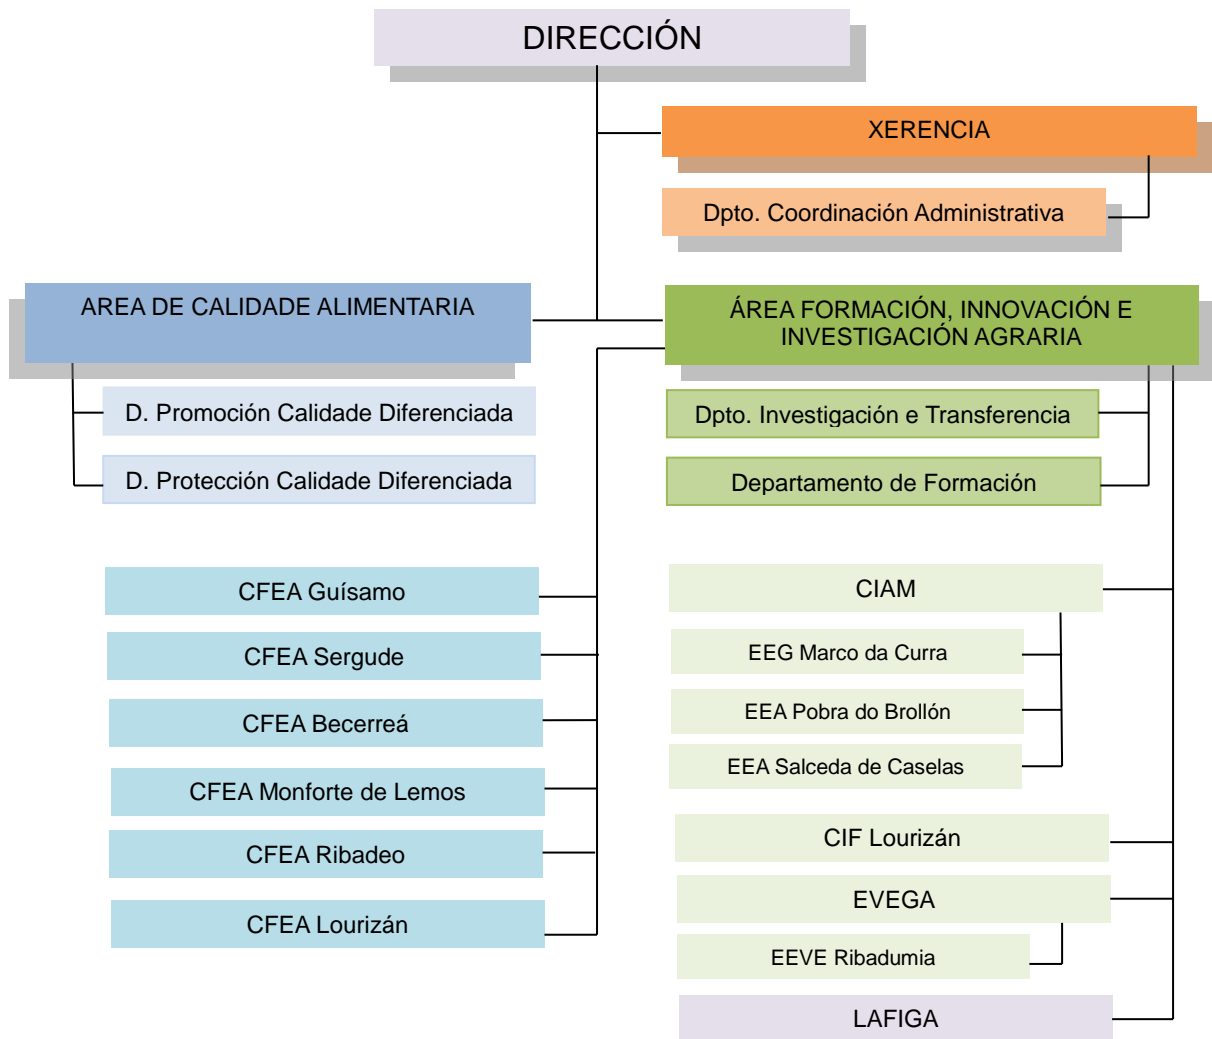 DIRECCIÓN
XERENCIA
Dpto. Coordinación Administrativa
AREA DE CALIDADE ALIMENTARIA
D. Promoción Calidade Diferenciada
D. Protección Calidade Diferenciada
ÁREA FORMACIÓN, INNOVACIÓN E
INVESTIGACIÓN AGRARIA
Dpto. Investigación e Transferencia
Departamento de Formación
CFEA Guísamo
CFEA Sergude
CFEA Becerreá
CFEA Monforte de Lemos
CFEA Ribadeo
CFEA Lourizán
CIAM
EEG Marco da Curra
EEA Pobra do Brollón
EEA Salceda de Caselas
CIF Lourizán
EVEGA
EEVE Ribadumia
LAFIGA